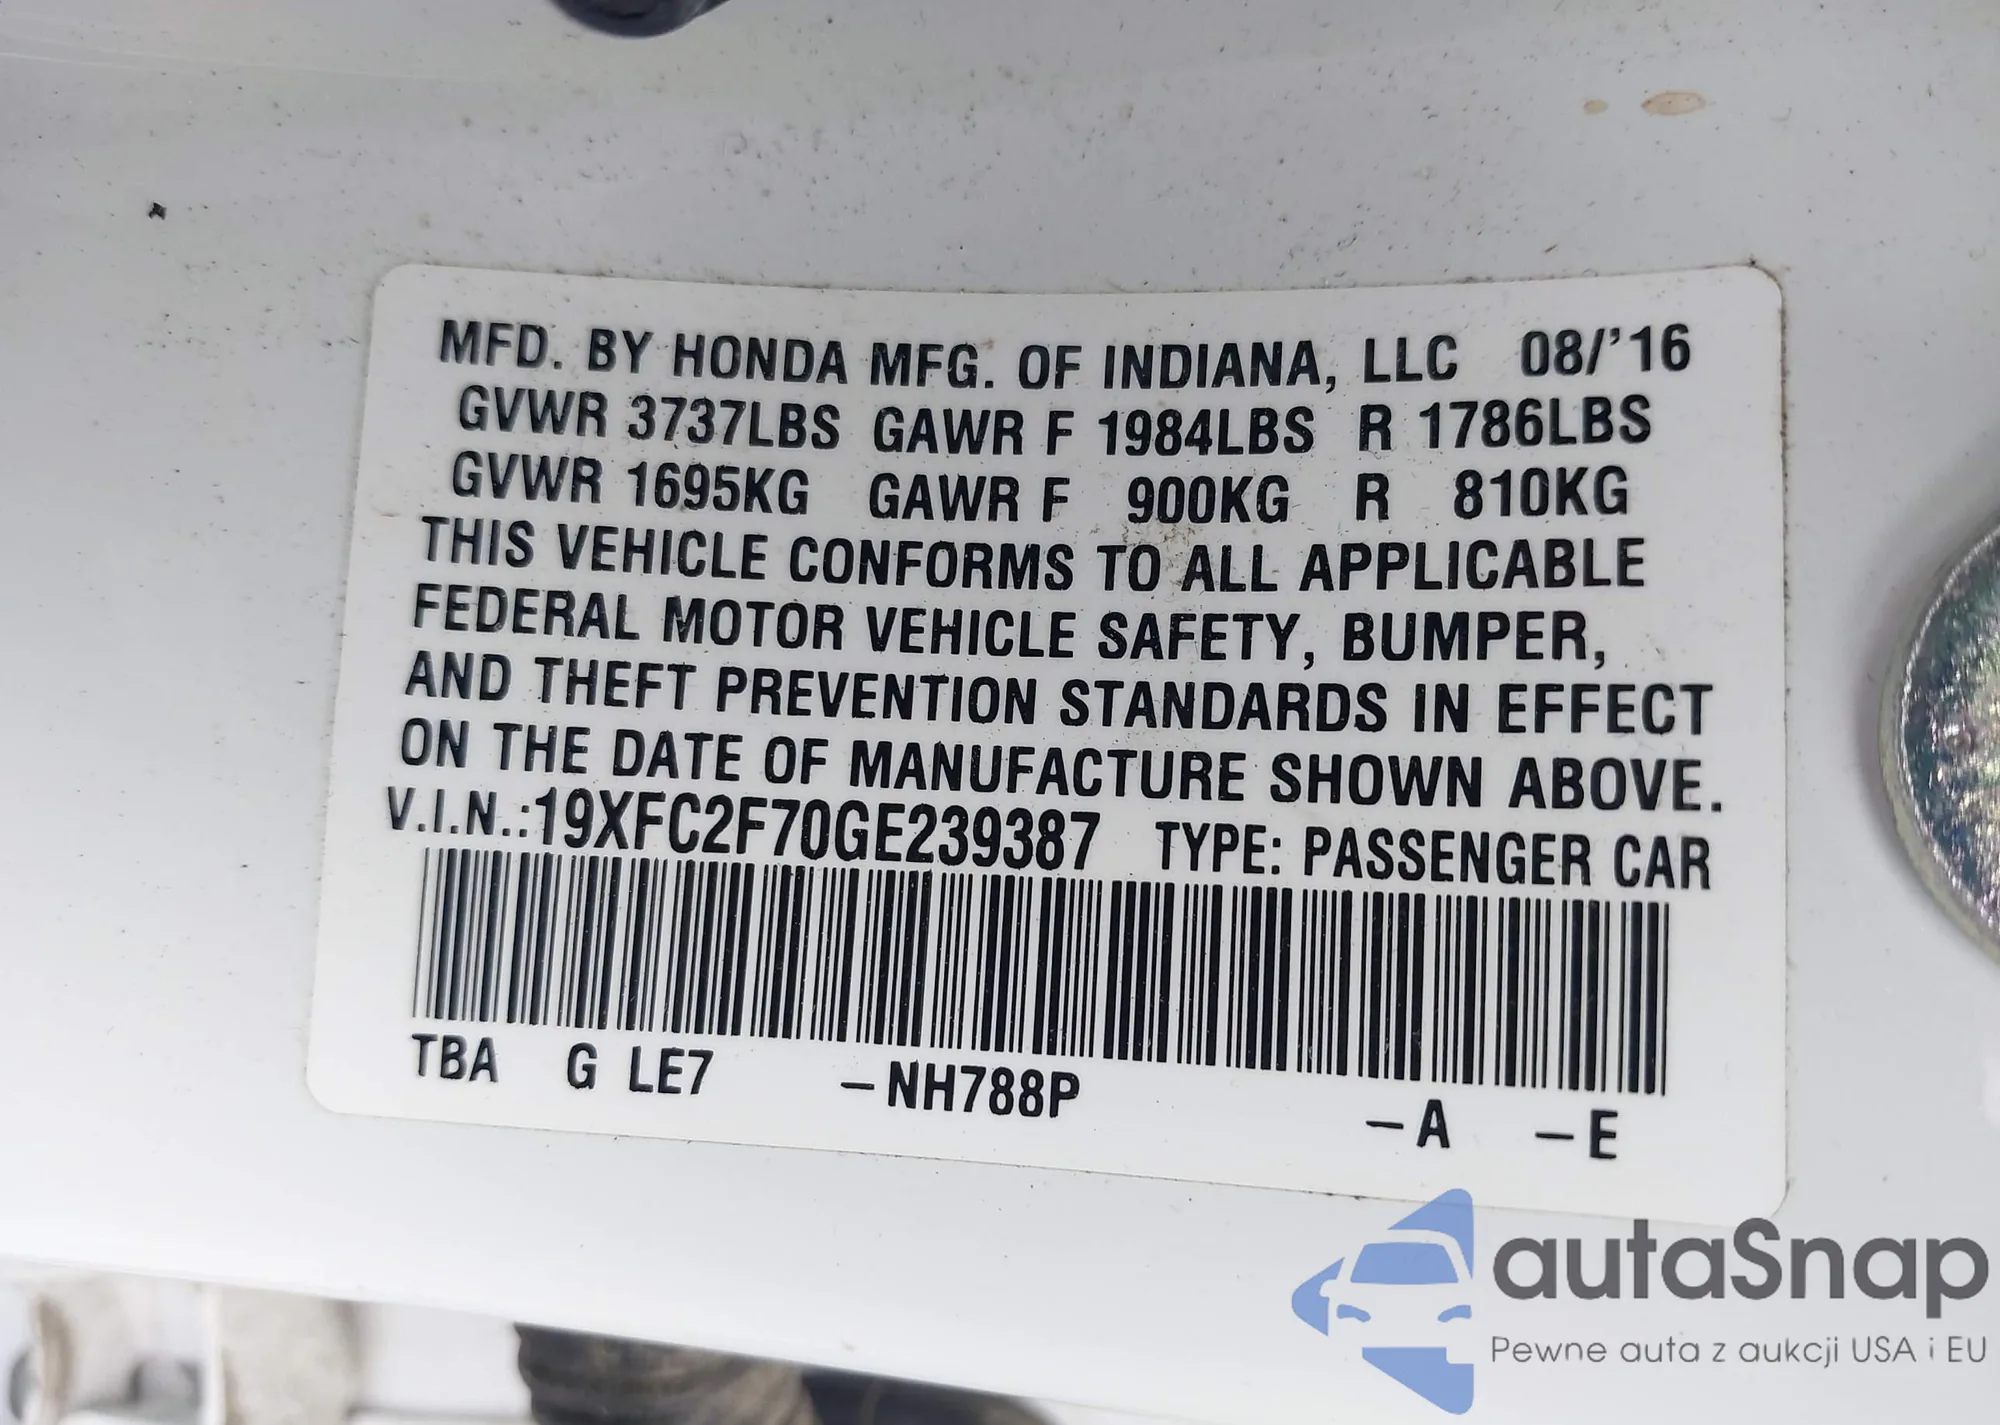 MFD. BY HONDA MFG. OF INDIANA, LLC 08/'16
GVWR 3737LBS GAWR F 1984LBS R 1786LBS
GVWR 1695KG GAWR F 900KG R 810KG
THIS VEHICLE CONFORMS TO ALL APPLICABLE
FEDERAL MOTOR VEHICLE SAFETY, BUMPER,
AND THEFT PREVENTION STANDARDS IN EFFECT
ON THE DATE OF MANUFACTURE SHOWN ABOVE.
V.I.N.:19XFC2F70GE239387 TYPE: PASSENGER CAR
TBA G LE7 -NH788P -A -E
autaSnap
Pewne auta z aukcji USA i EU